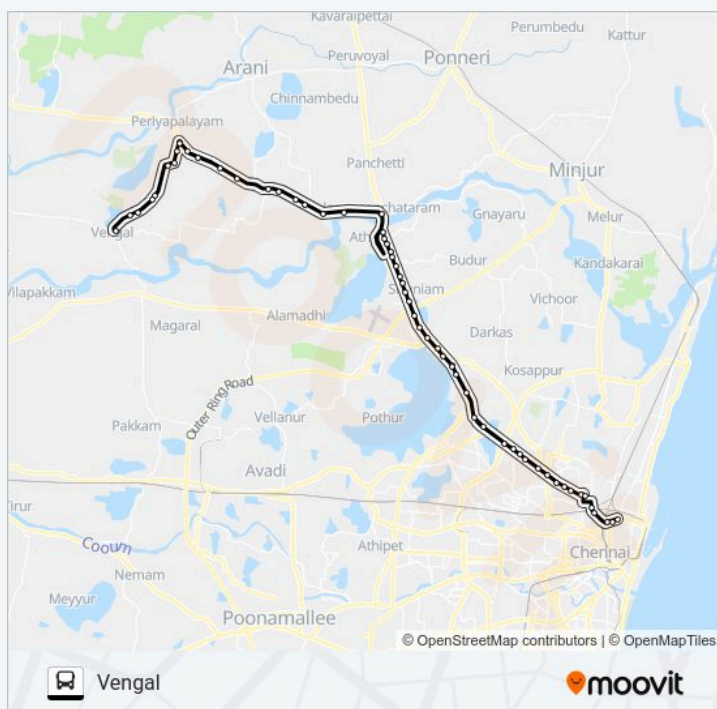 Kavaraipettai
Perumbedu
Kattur
Arani
Peruvoyal
Ponneri
Chinnambedu
Periyapalayam
Panchetti
Minjur
Gnayaru
Melur
Vengal
Budur
Kandakarai
Vilapakkam
Alamadhi
Vichoor
Magaral
Darkas
Kosappur
Outer Ring Road
Pakkam
Vellanur
Pothur
Avadi
Tirur
Cooum
Athipet
Chennai
Nemam
Meyyur
Poonamallee
© OpenStreetMap contributors | © OpenMapTiles
Vengal
moovit